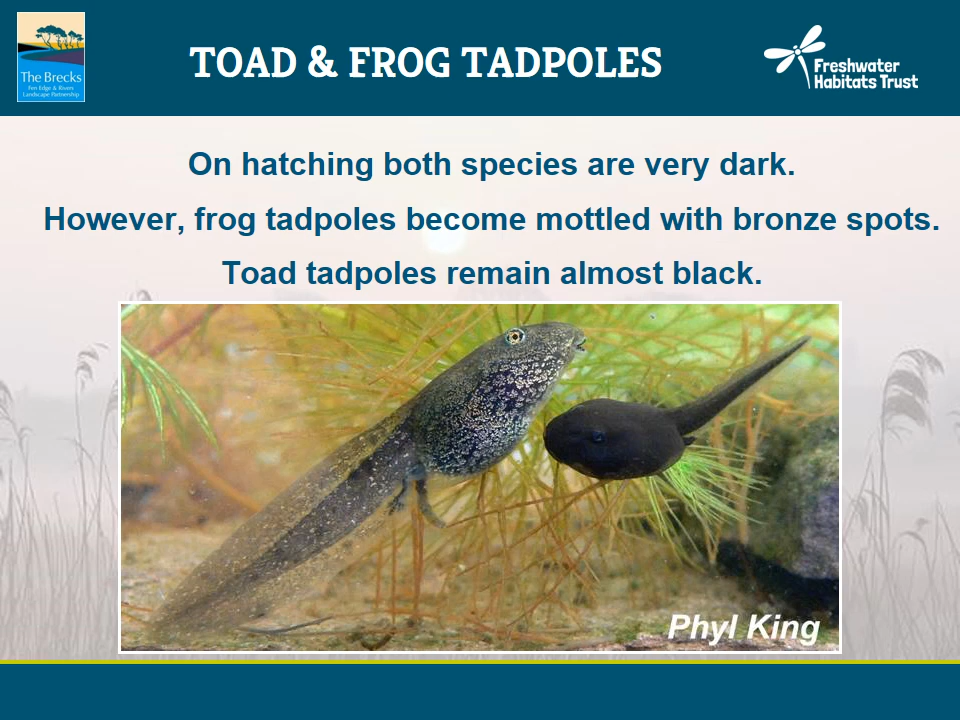 The Brecks
Fen Edge & Rivers
Landscape Partnership
TOAD & FROG TADPOLES
Freshwater
Habitats Trust
On hatching both species are very dark.
However, frog tadpoles become mottled with bronze spots.
Toad tadpoles remain almost black.
Phyl King